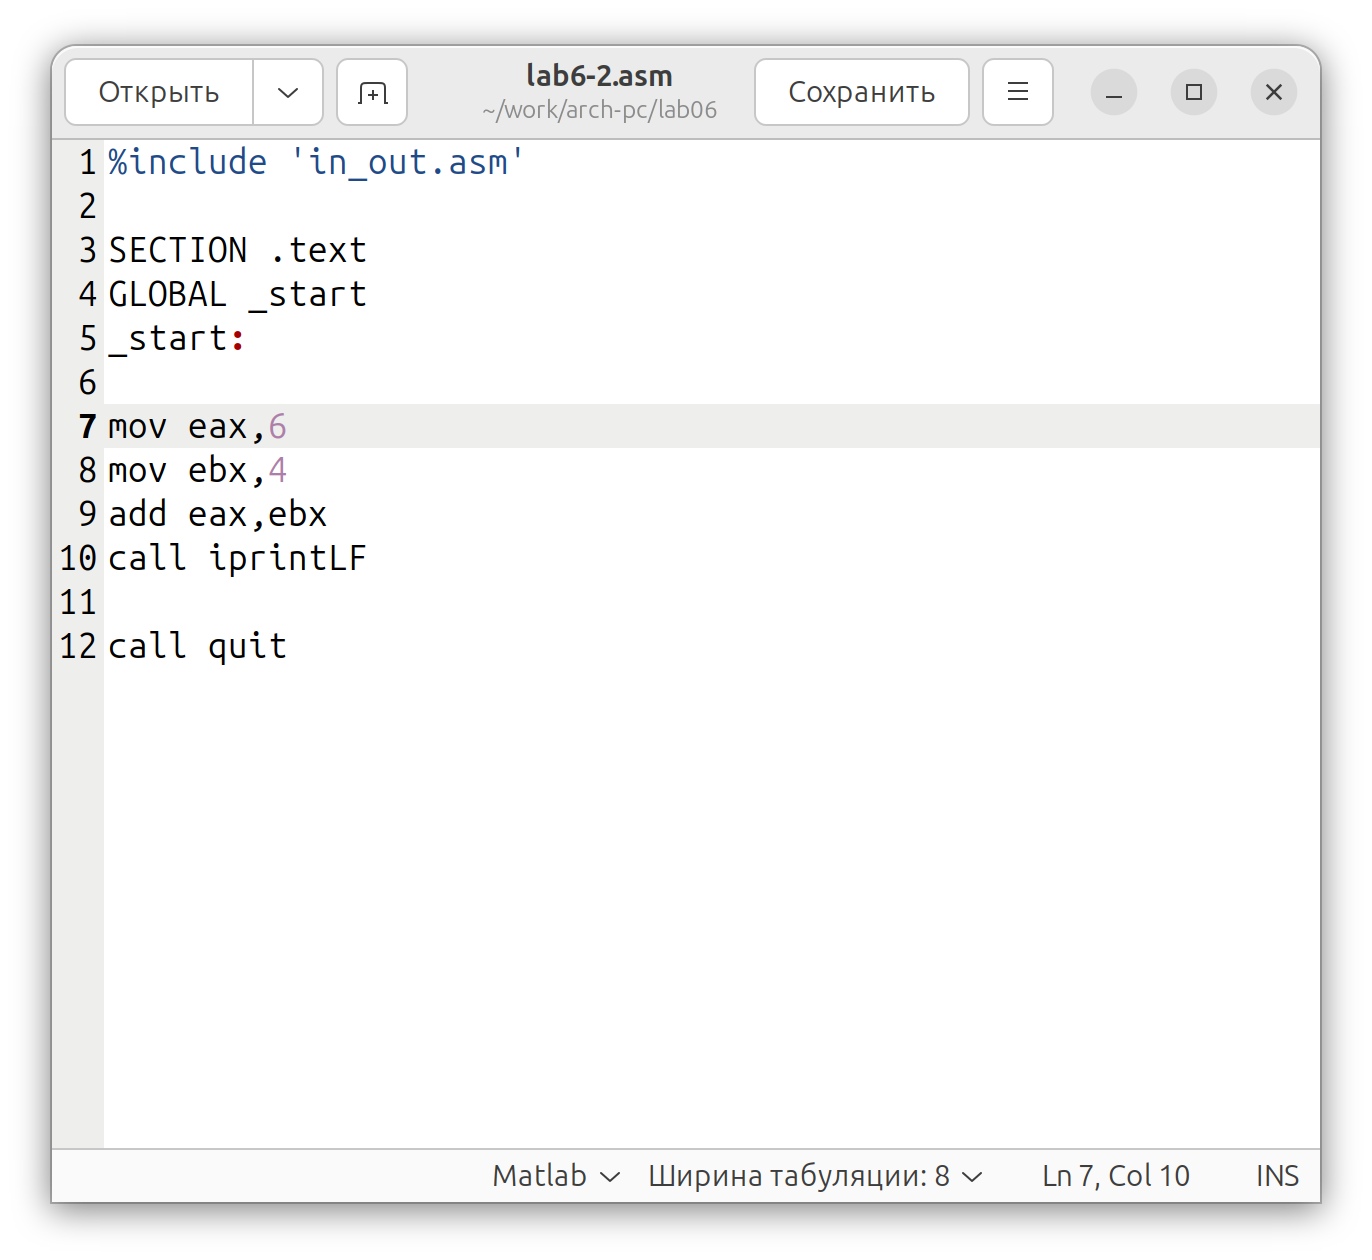 Открыть
lab6-2.asm
~/work/arch-pc/lab06
Сохранить
1 %include 'in_out.asm'
2
3 SECTION .text
4 GLOBAL _start
5 _start:
6
7 mov eax,6
8 mov ebx,4
9 add eax,ebx
10 call iprintLF
11
12 call quit
Matlab Ширина табуляции: 8 Ln 7, Col 10 INS